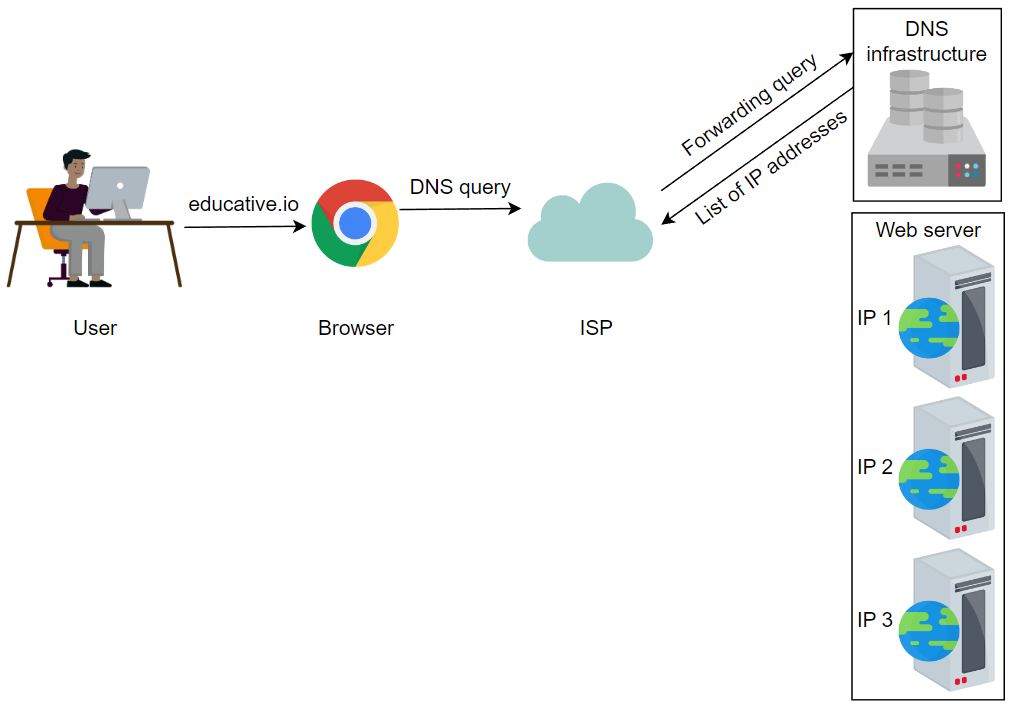 DNS
infrastructure
Forwarding query
List of IP addresses
educative.io
DNS query
User
Browser
ISP
Web server
IP 1
IP 2
IP 3